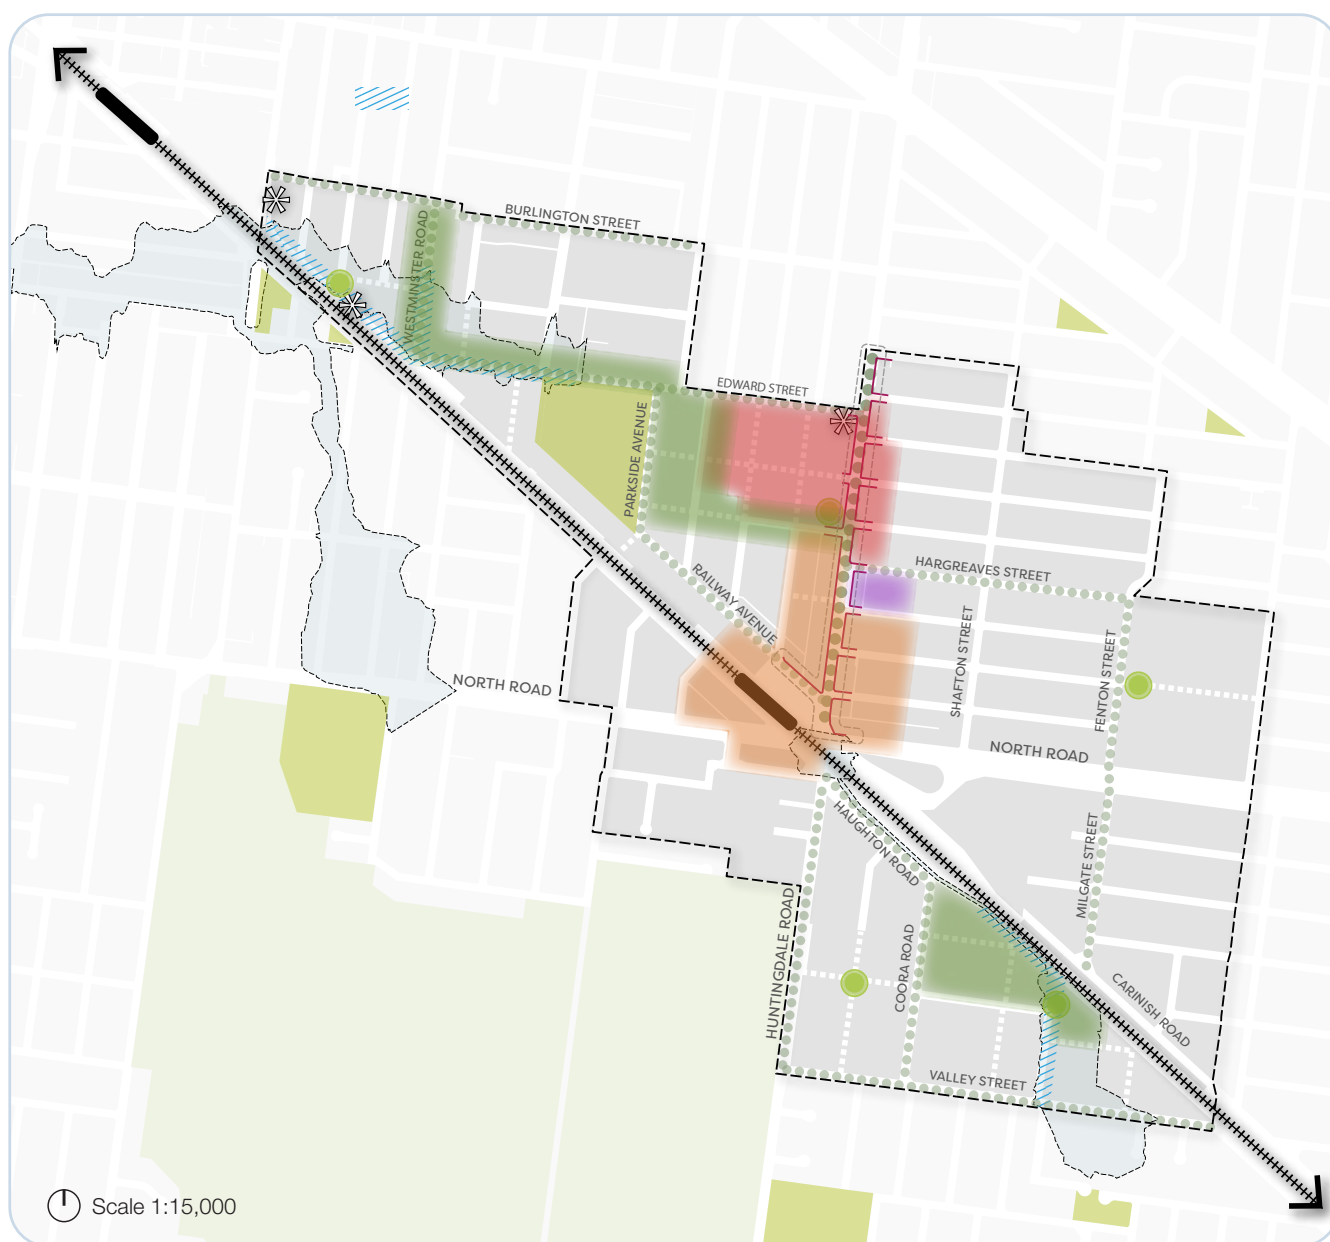 BURLINGTON STREET
WESTMINSTER ROAD
EDWARD STREET
PARKSIDE AVENUE
HARGREAVES STREET
RAILWAY AVENUE
SHAFTON STREET
FENTON STREET
NORTH ROAD
NORTH ROAD
HAUGHTON ROAD
MILGATE STREET
HUNTINGDALE ROAD
COORA ROAD
CARINISH ROAD
VALLEY STREET
Scale 1:15,000